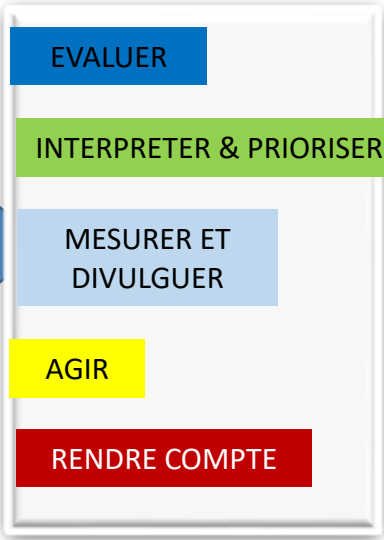 EVALUER
INTERPRETER & PRIORISER
MESURER ET
DIVULGUER
AGIR
RENDRE COMPTE